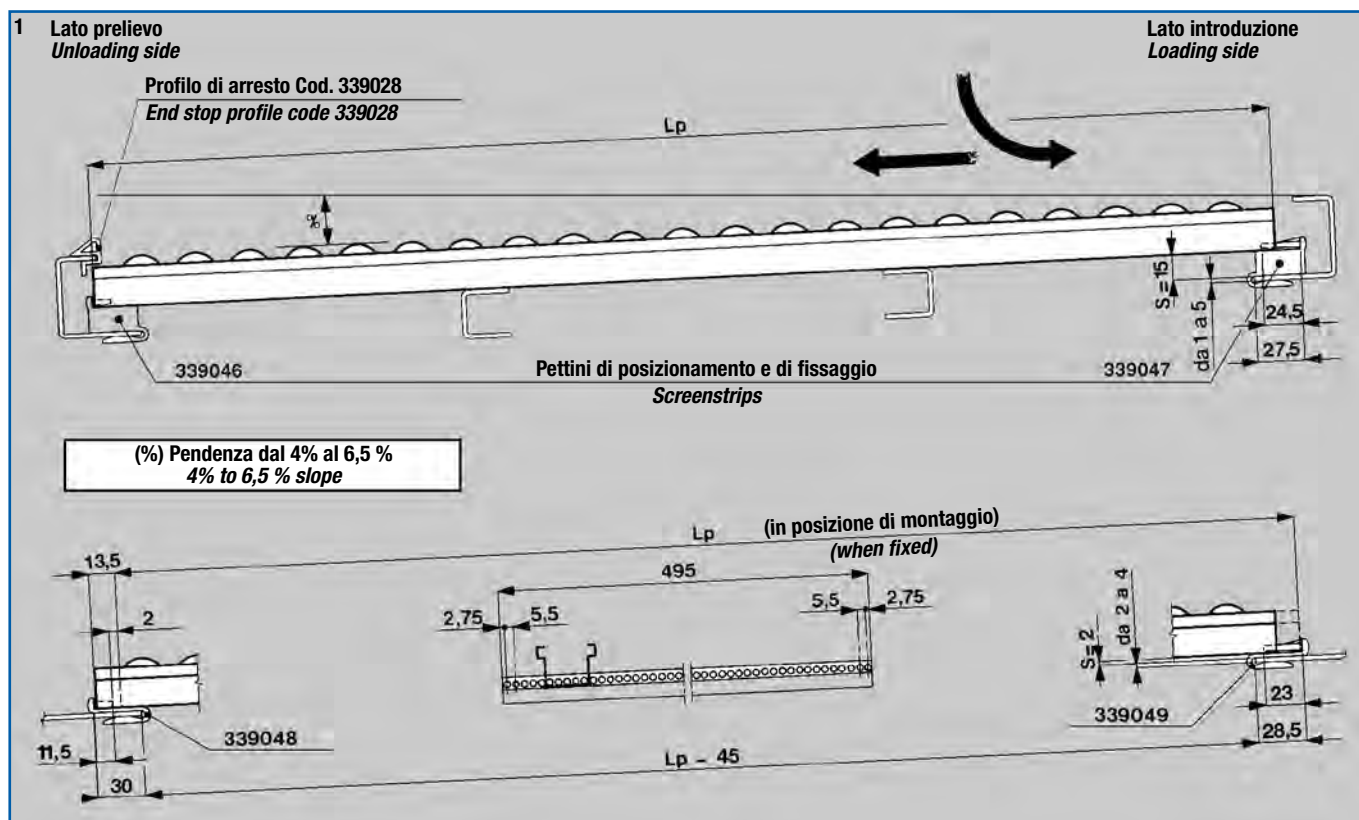 1
Lato prelievo
Unloading side
Lato introduzione
Loading side
Profilo di arresto Cod. 339028
End stop profile code 339028
Lp
%
S = 15
da 1 a 5
24,5
27,5
339046
Pettini di posizionamento e di fissaggio
Screenstrips
339047
(%) Pendenza dal 4% al 6,5 %
4% to 6,5 % slope
Lp
(in posizione di montaggio)
(when fixed)
13,5
2
495
2,75
5,5
5,5
2,75
S = 2
da 2 a 4
23
28,5
339048
339049
11,5
30
Lp - 45